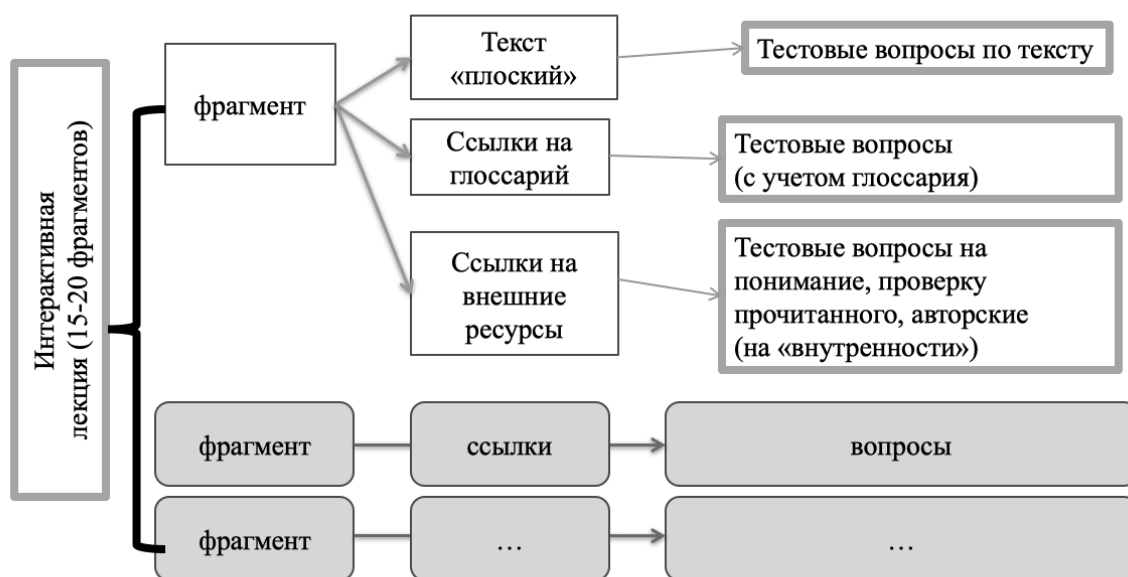 Интерактивная
лекция (15-20 фрагментов)
фрагмент
Текст
«плоский»
Тестовые вопросы по тексту
Ссылки на
глоссарий
Тестовые вопросы
(с учетом глоссария)
Ссылки на
внешние
ресурсы
Тестовые вопросы на
понимание, проверку
прочитанного, авторские
(на «внутренности»)
фрагмент
ссылки
вопросы
фрагмент
…
…